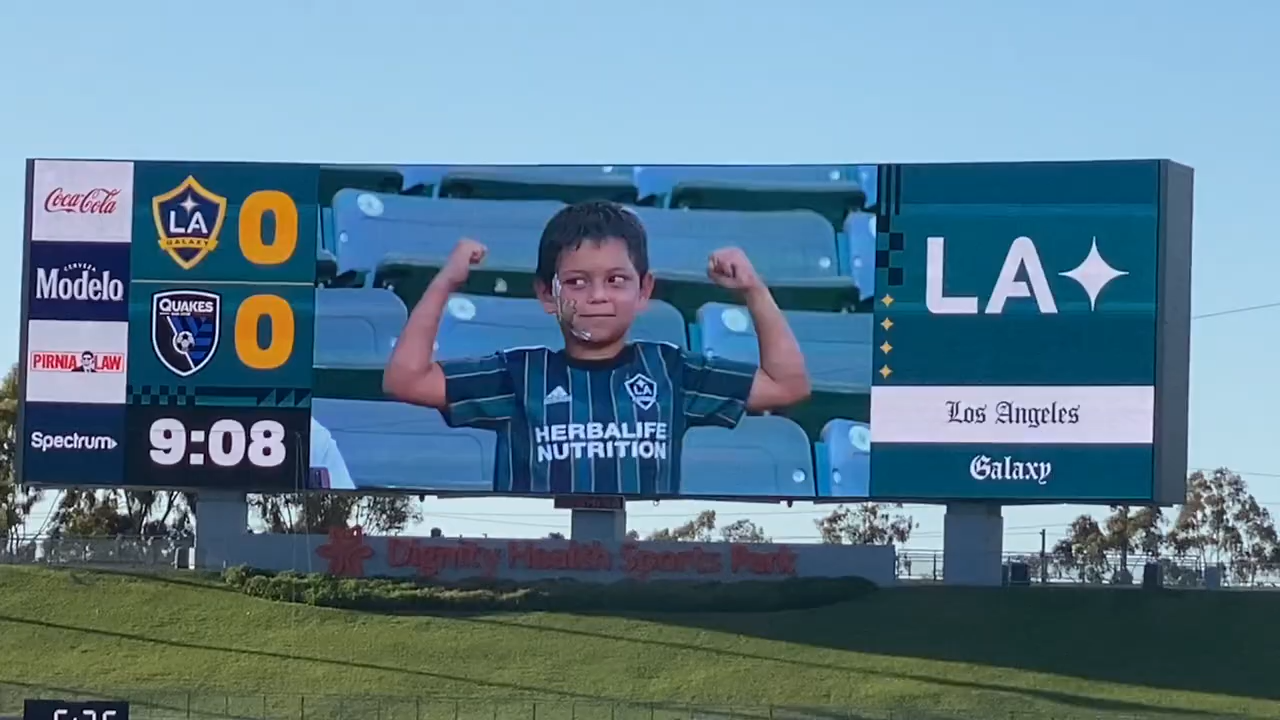 Coca-Cola
CERVEZA
Modelo
PIRNIA LAW
Spectrum
LA
GALAXY
0
QUAKES
0
9:08
LA
HERBALIFE
NUTRITION
LA
Los Angeles
Galaxy
Dignity Health Sports Park